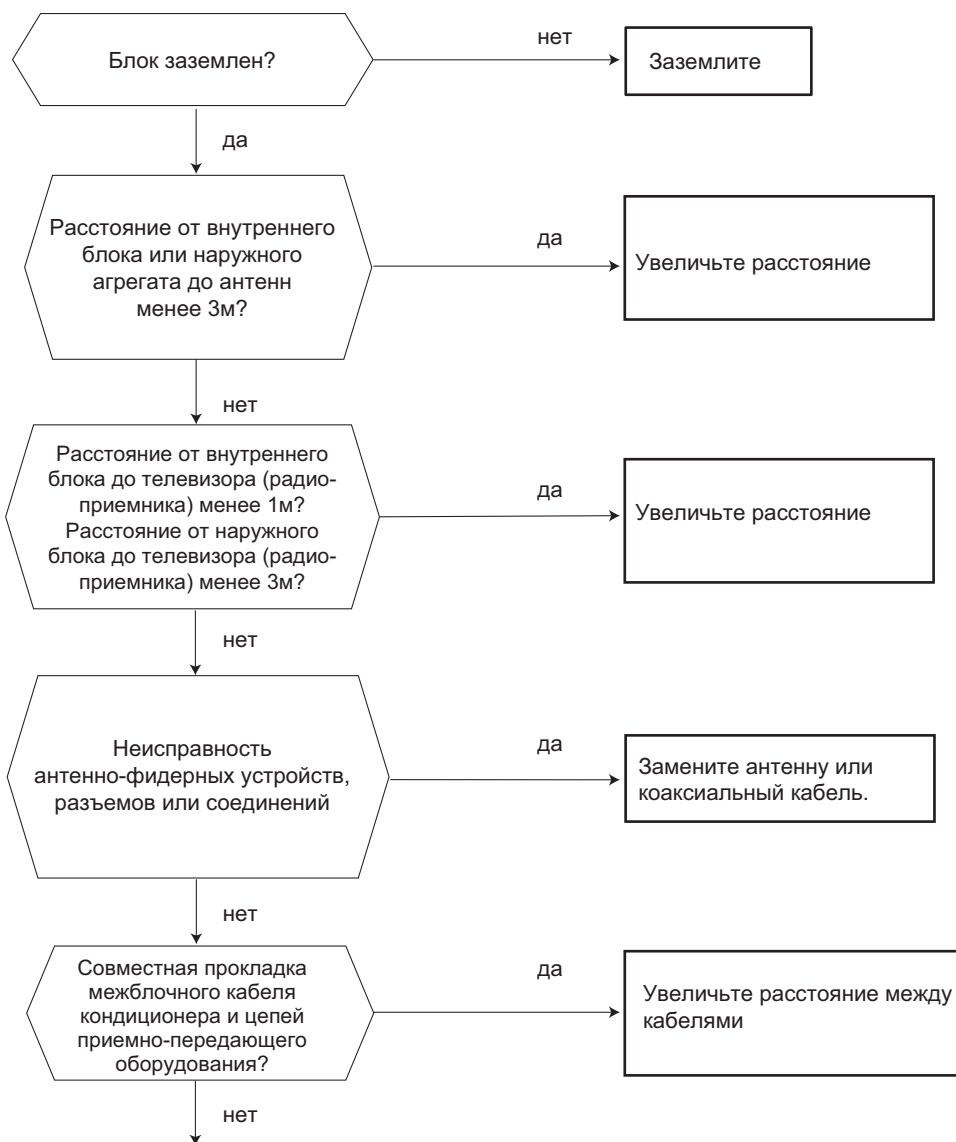 Блок заземлен?
нет
Заземлите
да
Расстояние от внутреннего
блока или наружного
агрегата до антенн
менее 3м?
да
Увеличьте расстояние
нет
Расстояние от внутреннего
блока до телевизора (радио-
приемника) менее 1м?
Расстояние от наружного
блока до телевизора (радио-
приемника) менее 3м?
да
Увеличьте расстояние
нет
Неисправность
антенно-фидерных устройств,
разъемов или соединений
да
Замените антенну или
коаксиальный кабель.
нет
Совместная прокладка
межблочного кабеля
кондиционера и цепей
приемно-передающего
оборудования?
да
Увеличьте расстояние между
кабелями
нет